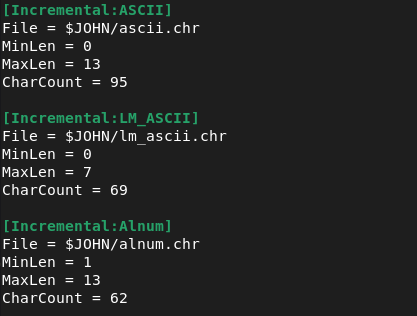 [Incremental:ASCII]
File = $JOHN/ascii.chr
MinLen = 0
MaxLen = 13
CharCount = 95

[Incremental:LM_ASCII]
File = $JOHN/lm_ascii.chr
MinLen = 0
MaxLen = 7
CharCount = 69

[Incremental:Alnum]
File = $JOHN/alnum.chr
MinLen = 1
MaxLen = 13
CharCount = 62